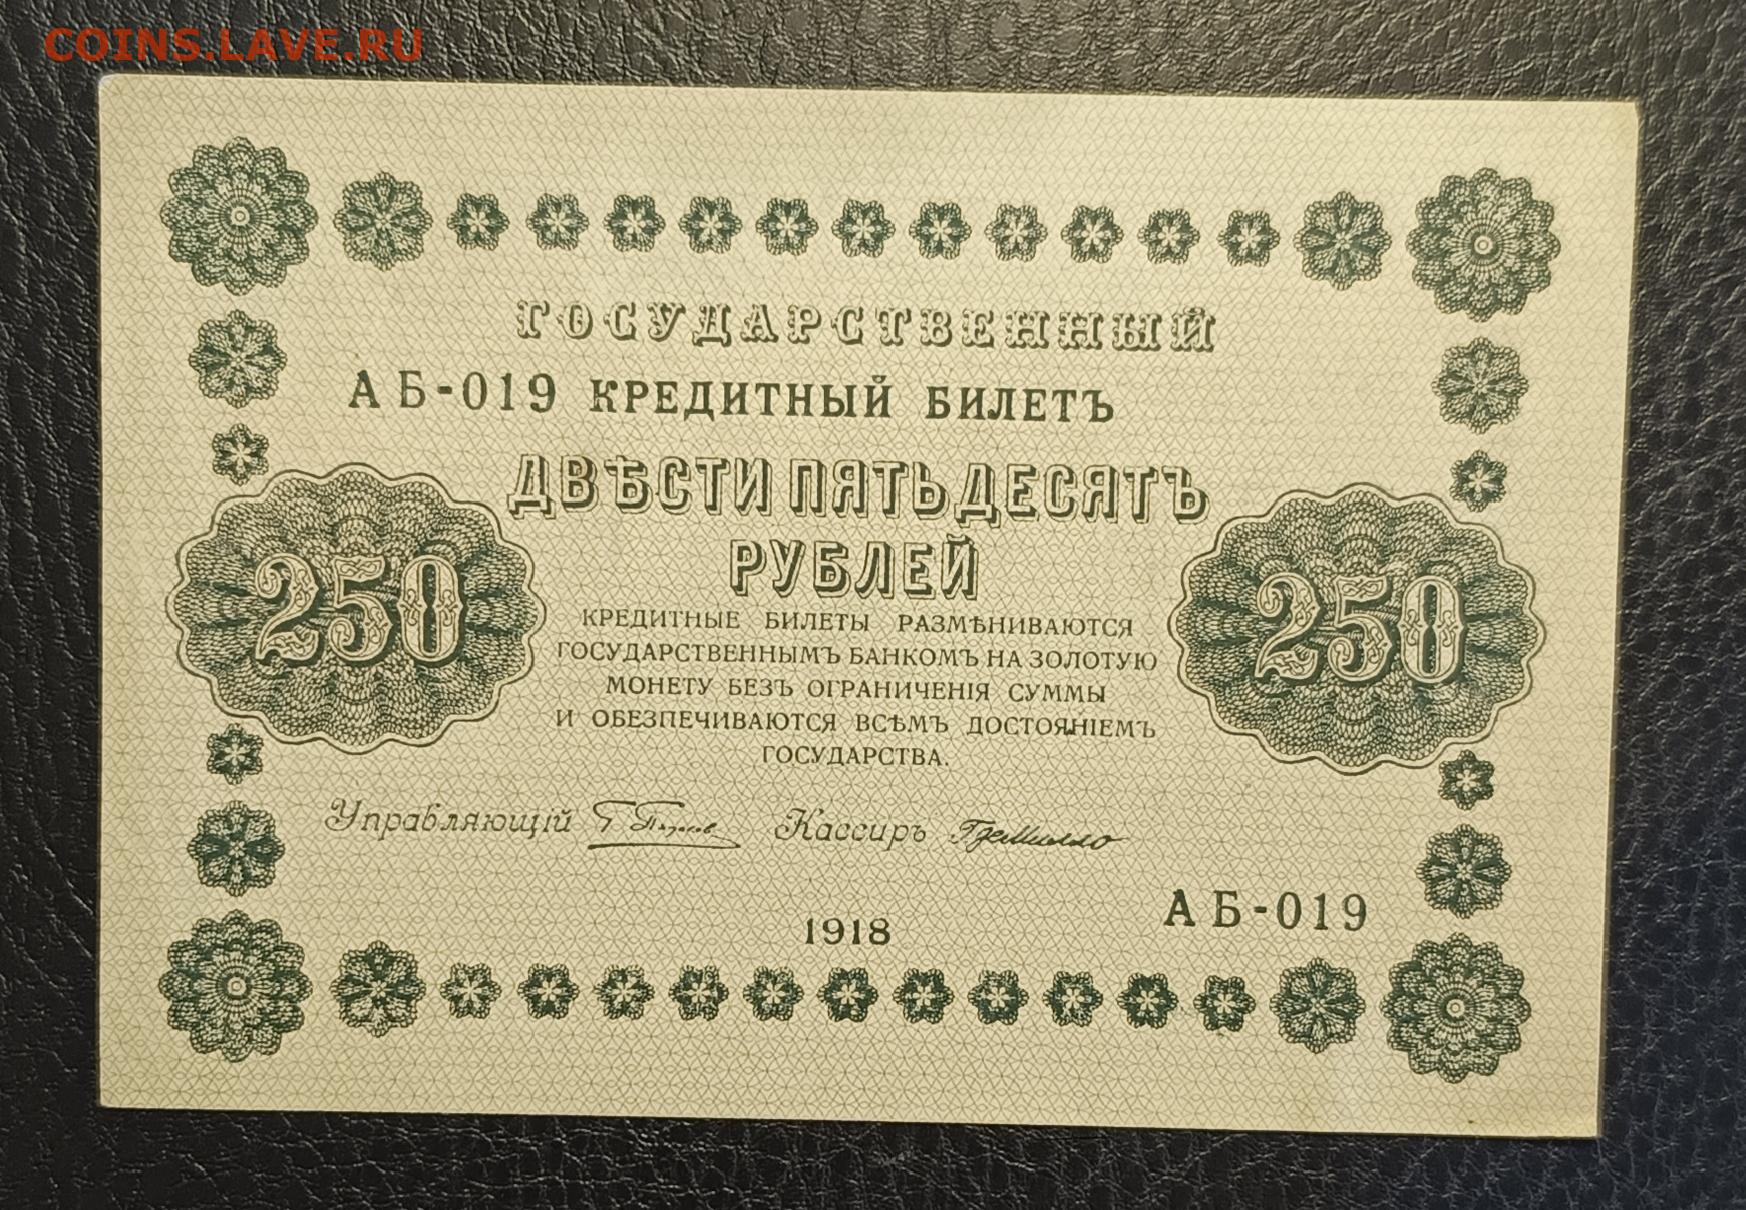 COINS.LAVE.RU
ГОСУДАРСТВЕННЫЙ
АБ-019 КРЕДИТНЫЙ БИЛЕТЪ
ДВѢСТИ ПЯТЬДЕСЯТЪ
РУБЛЕЙ
250 250
КРЕДИТНЫЕ БИЛЕТЫ РАЗМѢНИВАЮТСЯ
ГОСУДАРСТВЕННЫМЪ БАНКОМЪ НА ЗОЛОТУЮ
МОНЕТУ БЕЗЪ ОГРАНИЧЕНІЯ СУММЫ
И ОБЕЗПЕЧИВАЮТСЯ ВСѢМЪ ДОСТОЯНІЕМЪ
ГОСУДАРСТВА.
Управляющій Кассиръ ГдеМилло
АБ-019
1918